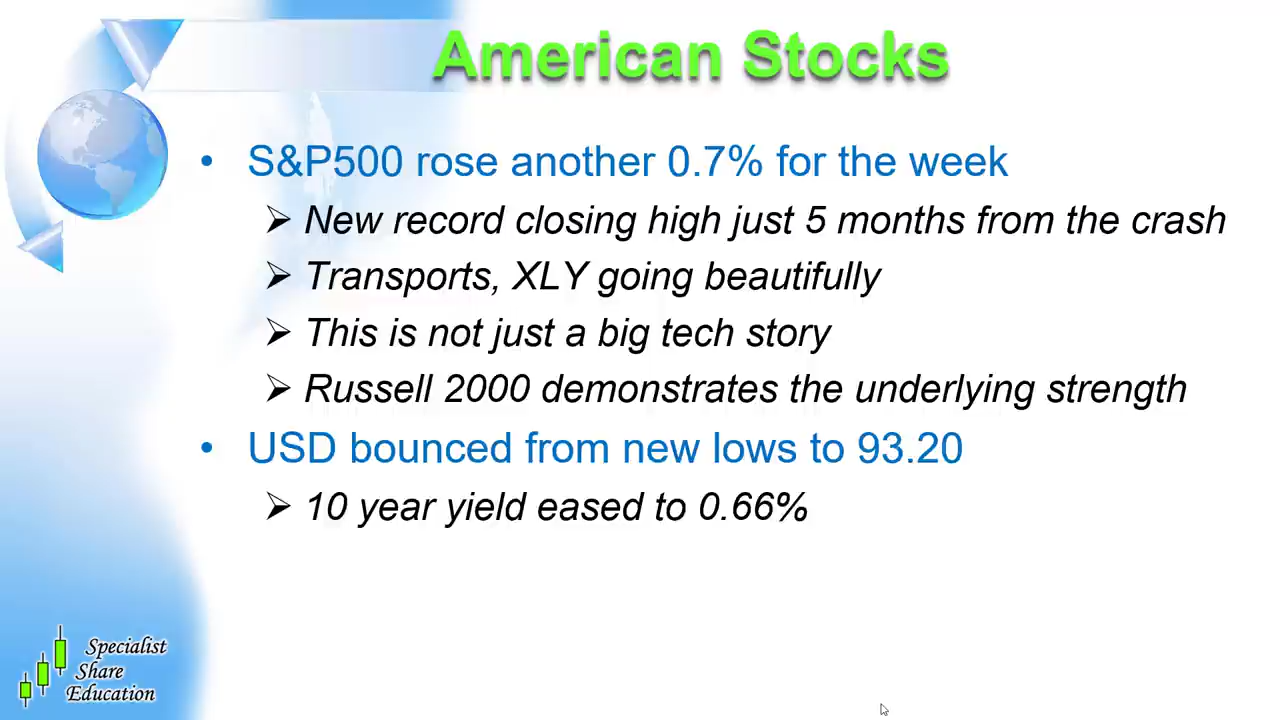 American Stocks
• S&P500 rose another 0.7% for the week
➢ New record closing high just 5 months from the crash
➢ Transports, XLY going beautifully
➢ This is not just a big tech story
➢ Russell 2000 demonstrates the underlying strength
• USD bounced from new lows to 93.20
➢ 10 year yield eased to 0.66%
Specialist
Share
Education